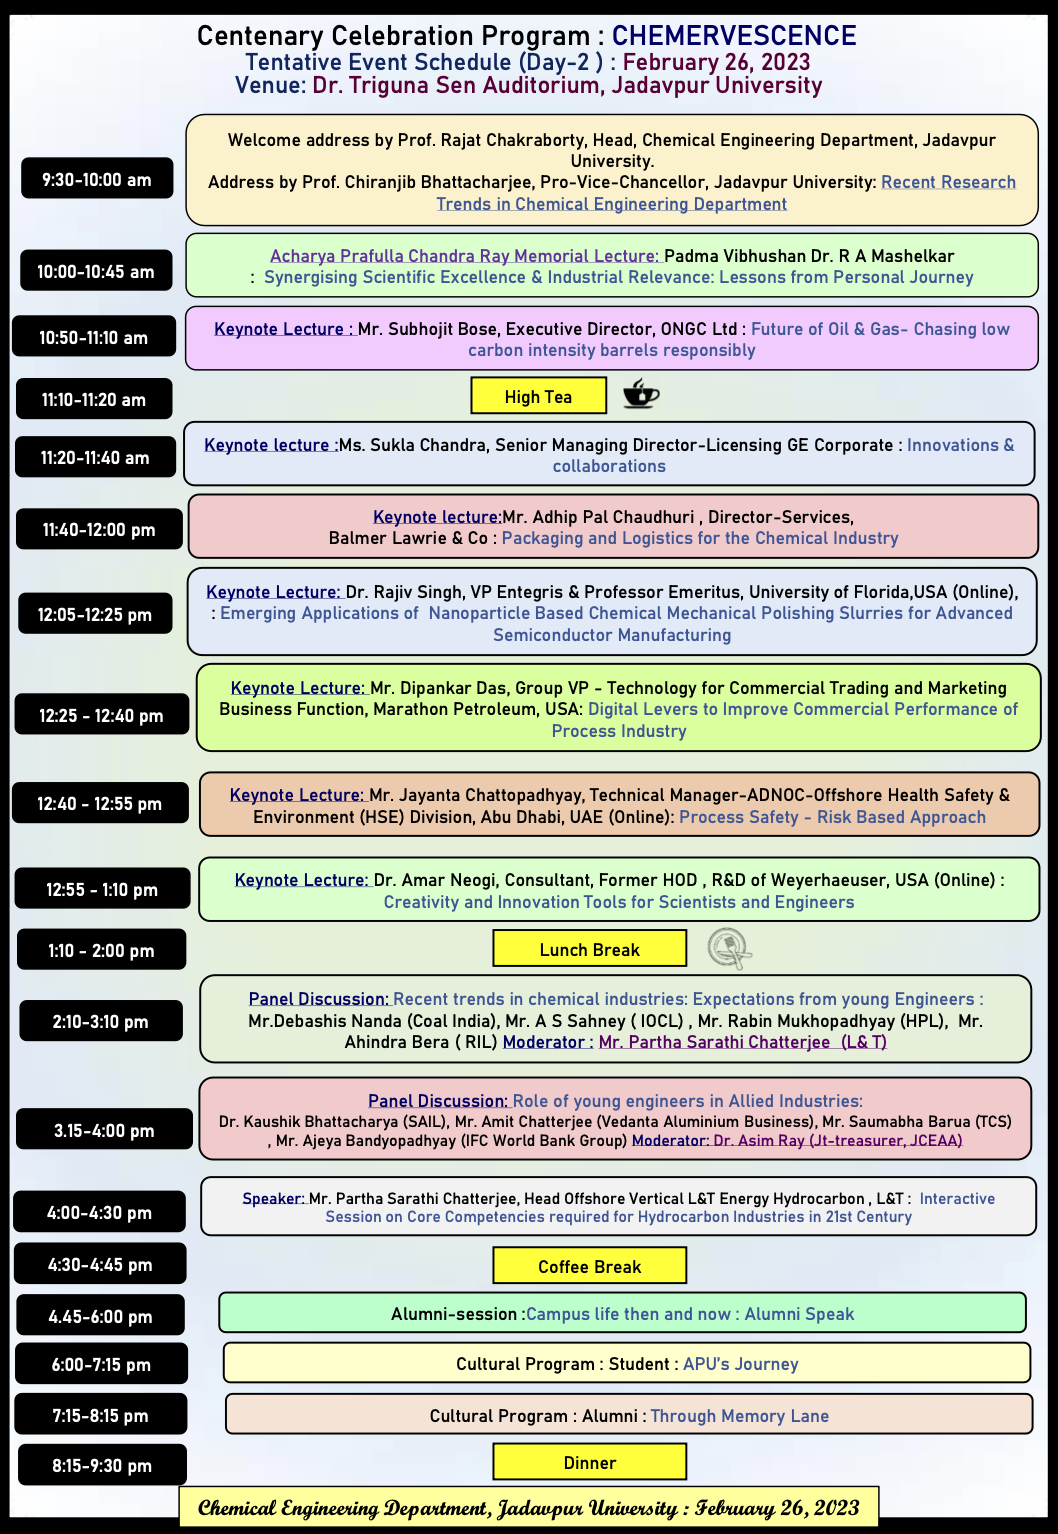 Centenary Celebration Program : CHEMERVESCENCE
Tentative Event Schedule (Day-2 ) : February 26, 2023
Venue: Dr. Triguna Sen Auditorium, Jadavpur University
9:30-10:00 am
Welcome address by Prof. Rajat Chakraborty, Head, Chemical Engineering Department, Jadavpur
University.
Address by Prof. Chiranjib Bhattacharjee, Pro-Vice-Chancellor, Jadavpur University: Recent Research
Trends in Chemical Engineering Department
10:00-10:45 am
Acharya Prafulla Chandra Ray Memorial Lecture: Padma Vibhushan Dr. R A Mashelkar
: Synergising Scientific Excellence & Industrial Relevance: Lessons from Personal Journey
10:50-11:10 am
Keynote Lecture : Mr. Subhojit Bose, Executive Director, ONGC Ltd : Future of Oil & Gas- Chasing low
carbon intensity barrels responsibly
11:10-11:20 am
High Tea
11:20-11:40 am
Keynote lecture :Ms. Sukla Chandra, Senior Managing Director-Licensing GE Corporate : Innovations &
collaborations
11:40-12:00 pm
Keynote lecture:Mr. Adhip Pal Chaudhuri , Director-Services,
Balmer Lawrie & Co : Packaging and Logistics for the Chemical Industry
12:05-12:25 pm
Keynote Lecture: Dr. Rajiv Singh, VP Entegris & Professor Emeritus, University of Florida,USA (Online),
: Emerging Applications of Nanoparticle Based Chemical Mechanical Polishing Slurries for Advanced
Semiconductor Manufacturing
12:25 - 12:40 pm
Keynote Lecture: Mr. Dipankar Das, Group VP - Technology for Commercial Trading and Marketing
Business Function, Marathon Petroleum, USA: Digital Levers to Improve Commercial Performance of
Process Industry
12:40 - 12:55 pm
Keynote Lecture: Mr. Jayanta Chattopadhyay, Technical Manager-ADNOC-Offshore Health Safety &
Environment (HSE) Division, Abu Dhabi, UAE (Online): Process Safety - Risk Based Approach
12:55 - 1:10 pm
Keynote Lecture: Dr. Amar Neogi, Consultant, Former HOD , R&D of Weyerhaeuser, USA (Online) :
Creativity and Innovation Tools for Scientists and Engineers
1:10 - 2:00 pm
Lunch Break
2:10-3:10 pm
Panel Discussion: Recent trends in chemical industries: Expectations from young Engineers :
Mr.Debashis Nanda (Coal India), Mr. A S Sahney ( IOCL) , Mr. Rabin Mukhopadhyay (HPL), Mr.
Ahindra Bera ( RIL) Moderator : Mr. Partha Sarathi Chatterjee (L& T)
3.15-4:00 pm
Panel Discussion: Role of young engineers in Allied Industries:
Dr. Kaushik Bhattacharya (SAIL), Mr. Amit Chatterjee (Vedanta Aluminium Business), Mr. Saumabha Barua (TCS)
, Mr. Ajeya Bandyopadhyay (IFC World Bank Group) Moderator: Dr. Asim Ray (Jt-treasurer, JCEAA)
4:00-4:30 pm
Speaker: Mr. Partha Sarathi Chatterjee, Head Offshore Vertical L&T Energy Hydrocarbon , L&T : Interactive
Session on Core Competencies required for Hydrocarbon Industries in 21st Century
4:30-4:45 pm
Coffee Break
4.45-6:00 pm
Alumni-session :Campus life then and now : Alumni Speak
6:00-7:15 pm
Cultural Program : Student : APU's Journey
7:15-8:15 pm
Cultural Program : Alumni : Through Memory Lane
8:15-9:30 pm
Dinner
Chemical Engineering Department, Jadavpur University : February 26, 2023